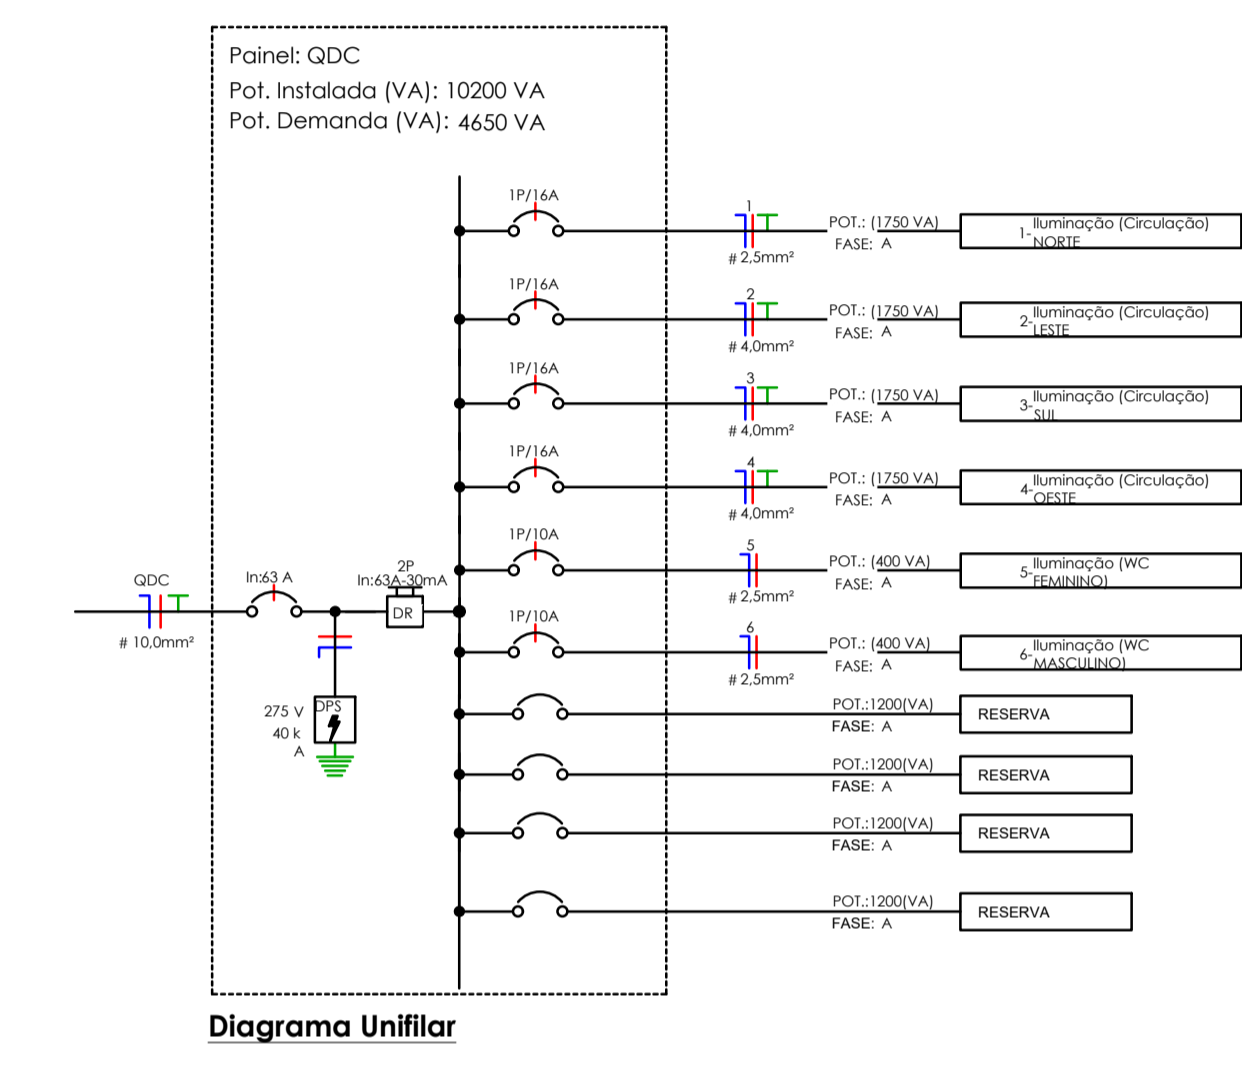 Painel: QDC
Pot. Instalada (VA): 10200 VA
Pot. Demanda (VA): 4650 VA
1P/16A
1
# 2,5mm²
POT.: (1750 VA)
FASE: A
1- Iluminação (Circulação)
NORTE
1P/16A
2
# 4,0mm²
POT.: (1750 VA)
FASE: A
2- Iluminação (Circulação)
LESTE
1P/16A
3
# 4,0mm²
POT.: (1750 VA)
FASE: A
3- Iluminação (Circulação)
SUL
1P/16A
4
# 4,0mm²
POT.: (1750 VA)
FASE: A
4- Iluminação (Circulação)
OESTE
1P/10A
5
# 2,5mm²
POT.: (400 VA)
FASE: A
5- Iluminação (WC
FEMININO)
QDC
# 10,0mm²
In:63 A
2P
In:63A-30mA
DR
1P/10A
6
# 2,5mm²
POT.: (400 VA)
FASE: A
6- Iluminação (WC
MASCULINO)
275 V
40 k
A
DPS
POT.:1200(VA)
FASE: A
RESERVA
POT.:1200(VA)
FASE: A
RESERVA
POT.:1200(VA)
FASE: A
RESERVA
POT.:1200(VA)
FASE: A
RESERVA
Diagrama Unifilar